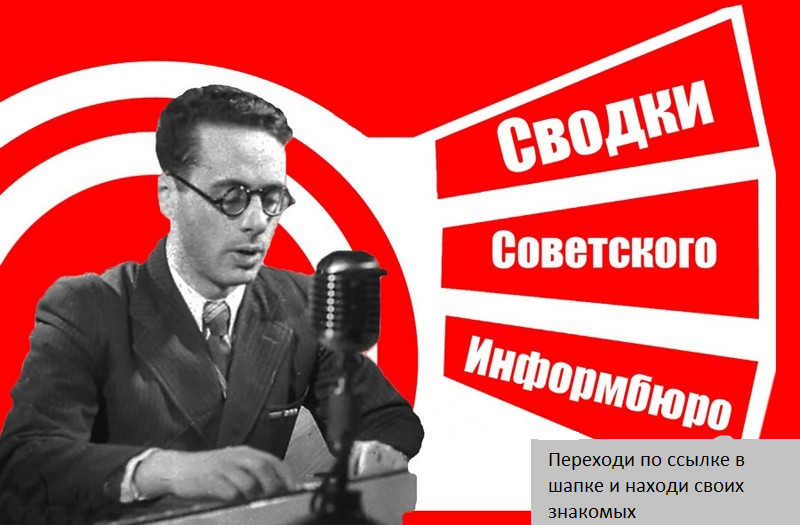 Сводки
Советского
Информбюро
Переходи по ссылке в
шапке и находи своих
знакомых